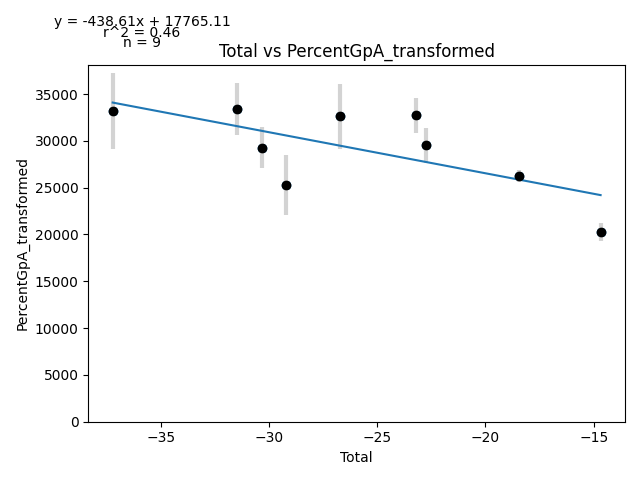 y = -438.61x + 17765.11
r^2 = 0.46
n = 9
Total vs PercentGpA_transformed
PercentGpA_transformed
35000
30000
25000
20000
15000
10000
5000
0
−35
−30
−25
−20
−15
Total